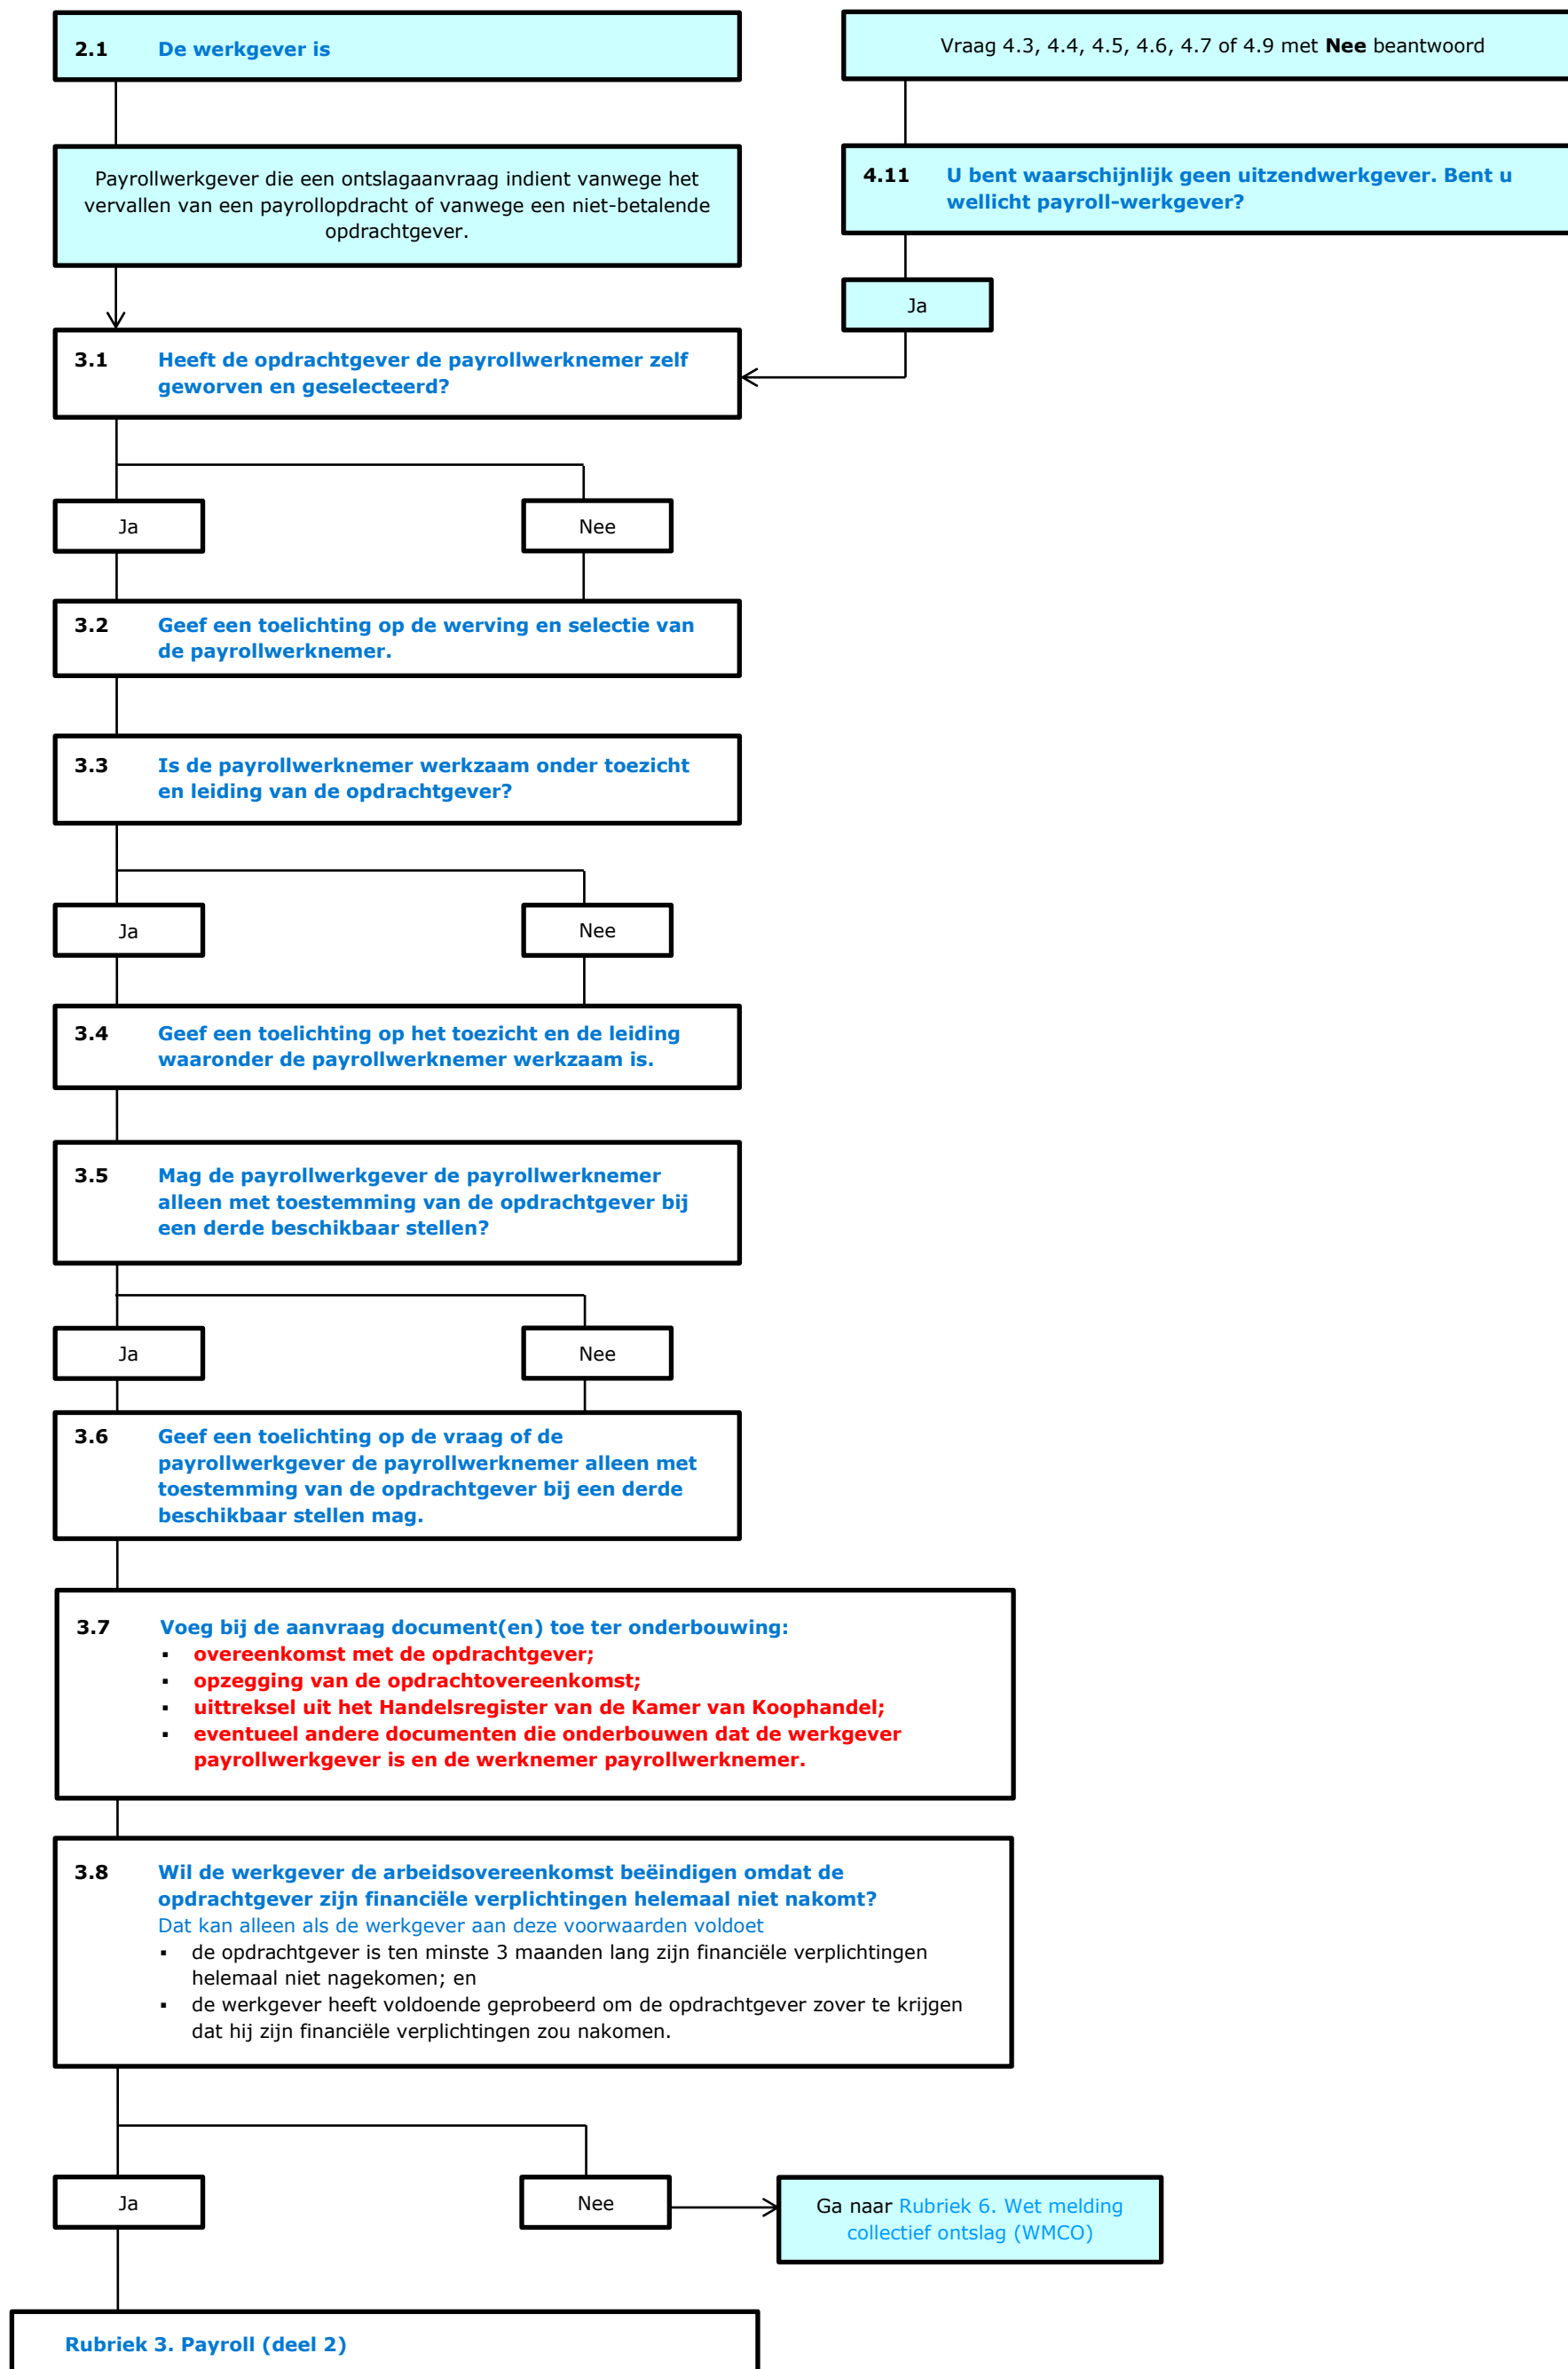 2.1 De werkgever is
Vraag 4.3, 4.4, 4.5, 4.6, 4.7 of 4.9 met Nee beantwoord
Payrollwerkgever die een ontslagaanvraag indient vanwege het
vervallen van een payrollopdracht of vanwege een niet-betalende
opdrachtgever.
4.11 U bent waarschijnlijk geen uitzendwerkgever. Bent u
wellicht payroll-werkgever?
Ja
3.1 Heeft de opdrachtgever de payrollwerknemer zelf
geworven en geselecteerd?
Ja
Nee
3.2 Geef een toelichting op de werving en selectie van
de payrollwerknemer.
3.3 Is de payrollwerknemer werkzaam onder toezicht
en leiding van de opdrachtgever?
Ja
Nee
3.4 Geef een toelichting op het toezicht en de leiding
waaronder de payrollwerknemer werkzaam is.
3.5 Mag de payrollwerkgever de payrollwerknemer
alleen met toestemming van de opdrachtgever bij
een derde beschikbaar stellen?
Ja
Nee
3.6 Geef een toelichting op de vraag of de
payrollwerkgever de payrollwerknemer alleen met
toestemming van de opdrachtgever bij een derde
beschikbaar stellen mag.
3.7 Voeg bij de aanvraag document(en) toe ter onderbouwing:
▪ overeenkomst met de opdrachtgever;
▪ opzegging van de opdrachtovereenkomst;
▪ uittreksel uit het Handelsregister van de Kamer van Koophandel;
▪ eventueel andere documenten die onderbouwen dat de werkgever
payrollwerkgever is en de werknemer payrollwerknemer.
3.8 Wil de werkgever de arbeidsovereenkomst beëindigen omdat de
opdrachtgever zijn financiële verplichtingen helemaal niet nakomt?
Dat kan alleen als de werkgever aan deze voorwaarden voldoet
▪ de opdrachtgever is ten minste 3 maanden lang zijn financiële verplichtingen
helemaal niet nagekomen; en
▪ de werkgever heeft voldoende geprobeerd om de opdrachtgever zover te krijgen
dat hij zijn financiële verplichtingen zou nakomen.
Ja
Nee
Ga naar Rubriek 6. Wet melding
collectief ontslag (WMCO)
Rubriek 3. Payroll (deel 2)